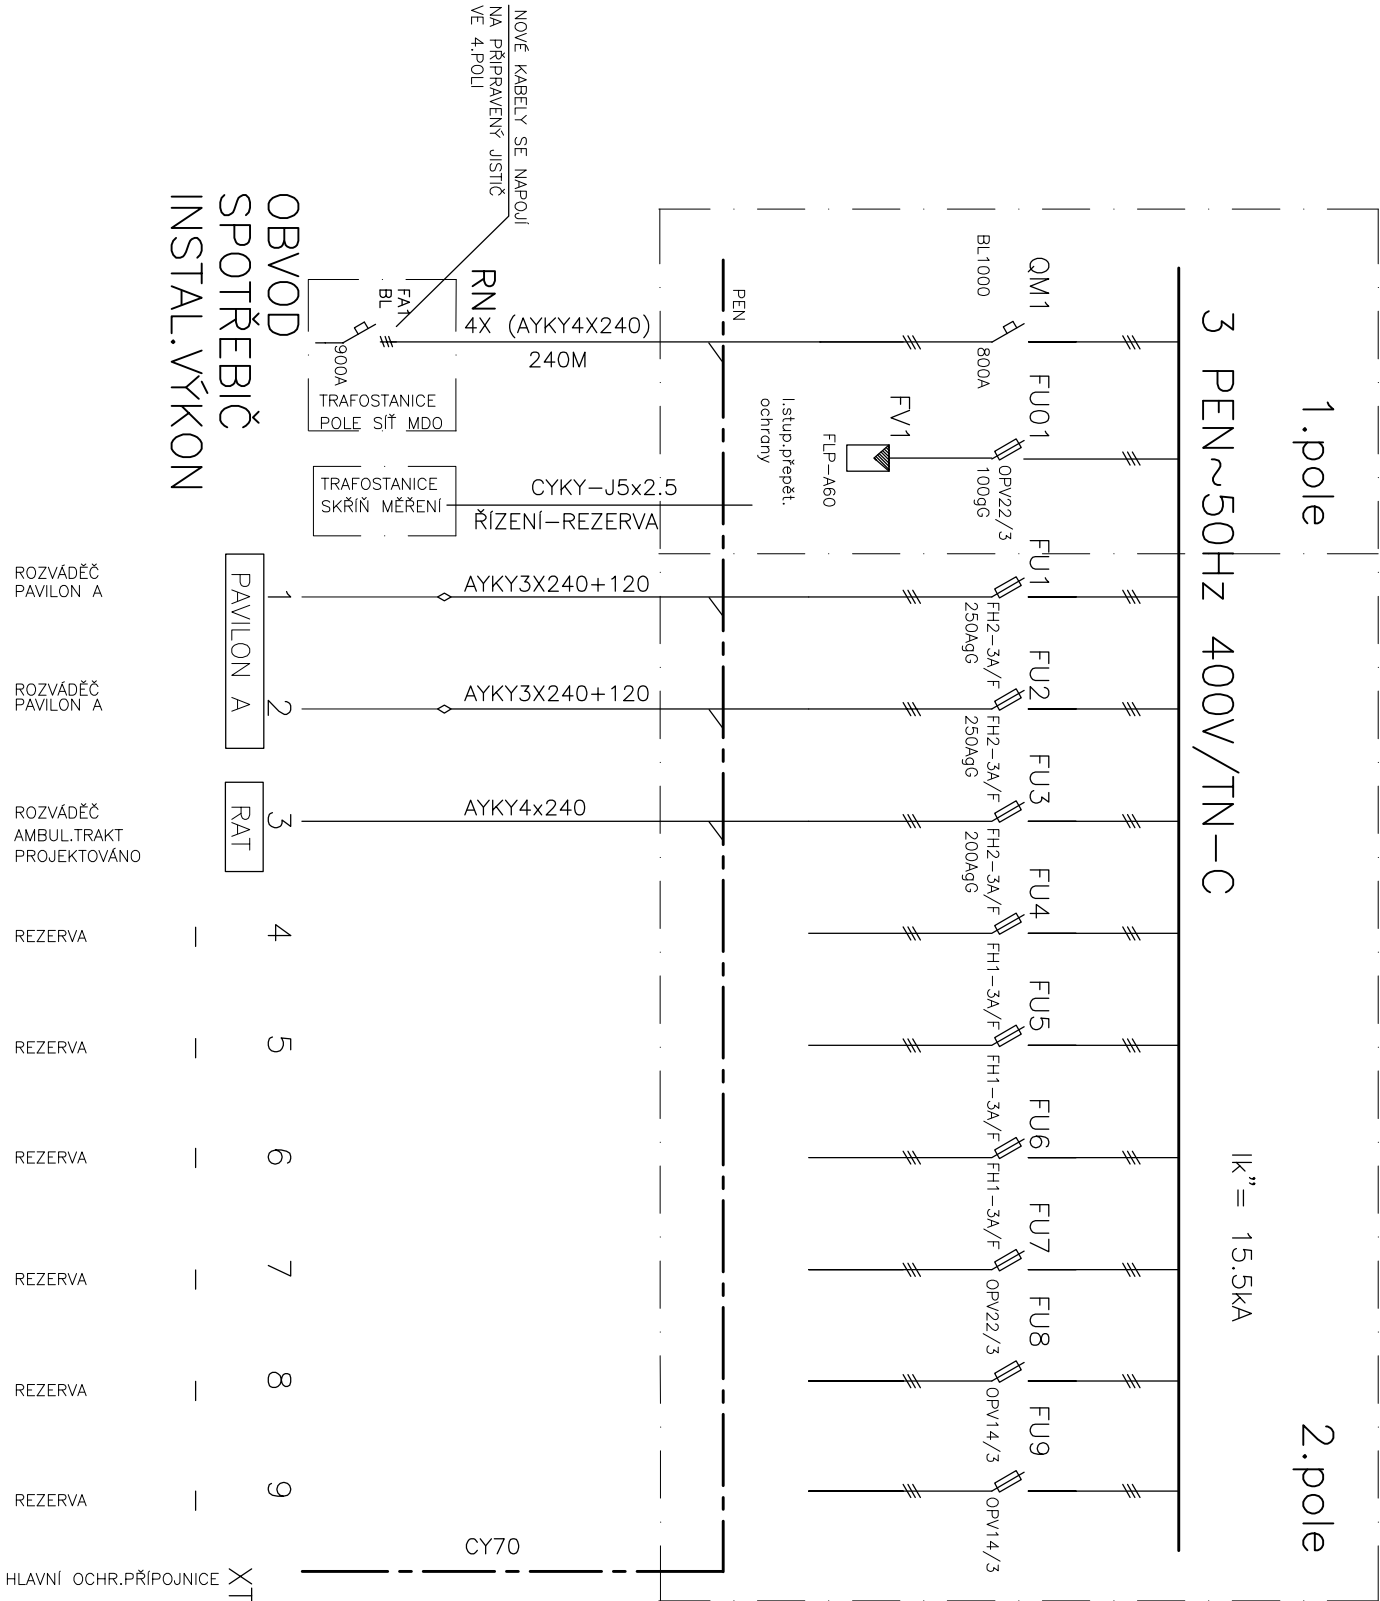 1.pole
2.pole
3 PEN~50Hz 400V/TN-C
Ik"= 15.5kA
QM1
BL1000
800A
FU01
OPV22/3
100gG
FV1
FLP-A60
I.stup.přepět.
ochrany
PEN
FU1
FH2-3A/F
250AgG
FU2
FH2-3A/F
250AgG
FU3
FH2-3A/F
200AgG
FU4
FH1-3A/F
FU5
FH1-3A/F
FU6
FH1-3A/F
FU7
OPV22/3
FU8
OPV14/3
FU9
OPV14/3
NOVÉ KABELY SE NAPOJÍ
NA PŘIPRAVENÝ JISTIČ
VE 4.POLI
RN
4X (AYKY4X240)
240M
FA1
BL
900A
TRAFOSTANICE
POLE SÍŤ MDO
TRAFOSTANICE
SKŘÍŇ MĚŘENÍ
CYKY-J5x2.5
ŘÍZENÍ-REZERVA
AYKY3X240+120
AYKY3X240+120
AYKY4x240
CY70
OBVOD
SPOTŘEBIČ
INSTAL.VÝKON
1
2
3
4
5
6
7
8
9
PAVILON A
RAT
ROZVÁDĚČ
PAVILON A
ROZVÁDĚČ
PAVILON A
ROZVÁDĚČ
AMBUL.TRAKT
PROJEKTOVÁNO
REZERVA
REZERVA
REZERVA
REZERVA
REZERVA
REZERVA
HLAVNÍ OCHR.PŘÍPOJNICE
XT